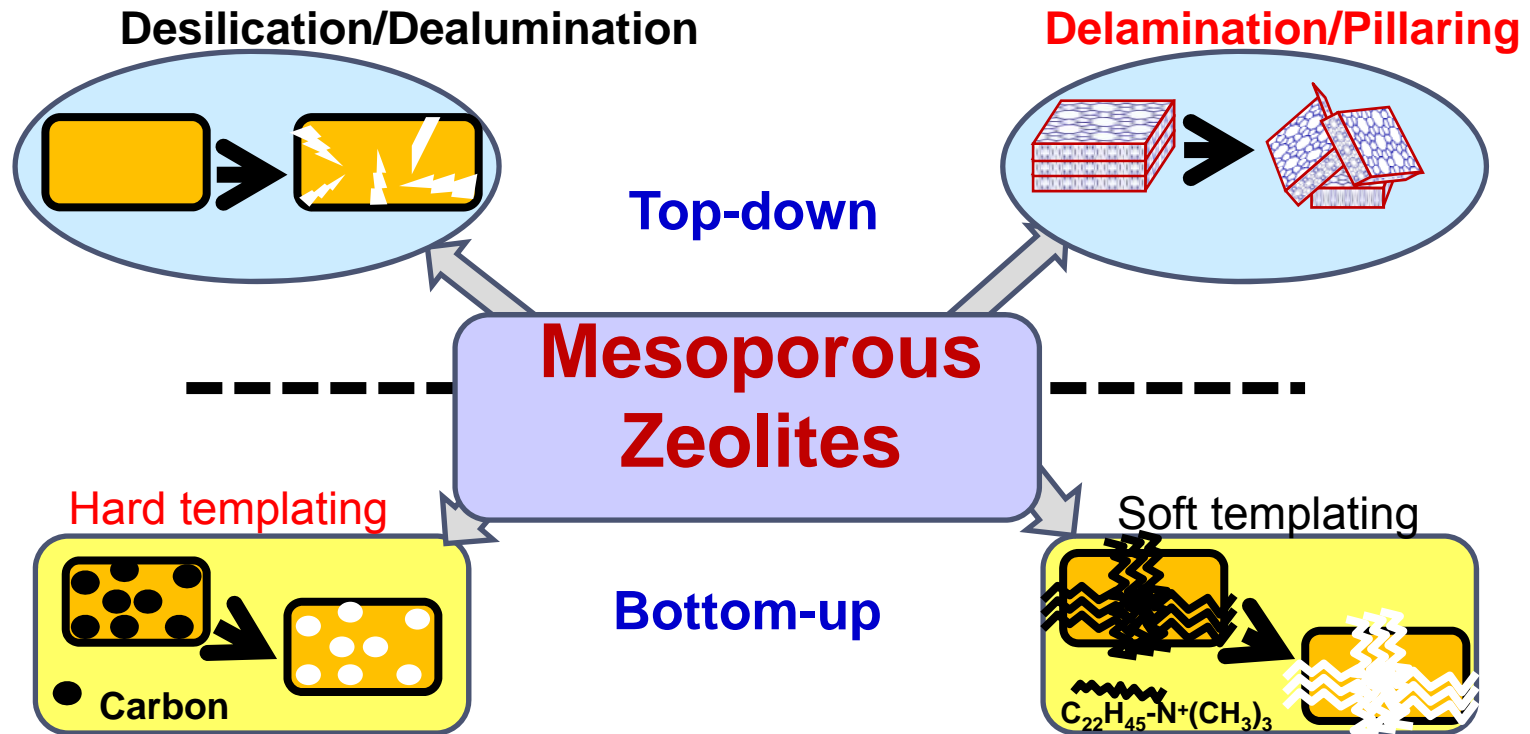 Desilication/Dealumination
Delamination/Pillaring
Top-down
Mesoporous
Zeolites
Hard templating
Soft templating
Bottom-up
Carbon
C₂₂H₄₅-N⁺(CH₃)₃